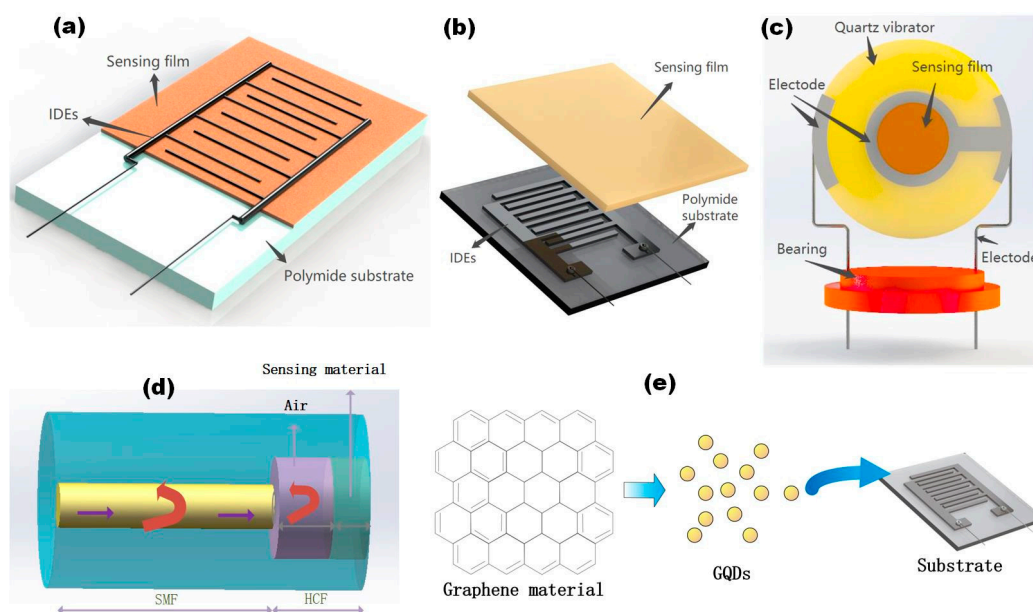 (a)
Sensing film
IDEs
Polymide substrate
(b)
Sensing film
Polymide
substrate
IDEs
(c)
Quartz vibrator
Electode
Sensing film
Bearing
Electode
(d)
Sensing material
Air
SMF
HCF
(e)
Graphene material
GQDs
Substrate